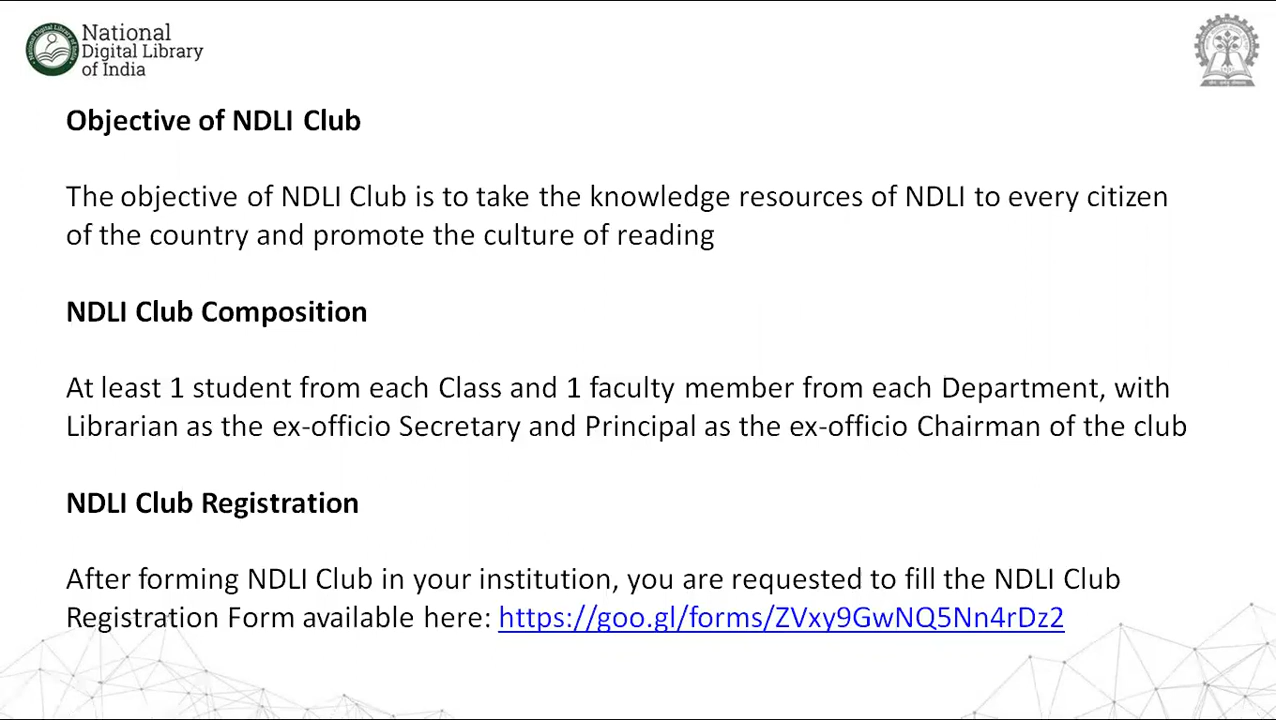 National
Digital Library
of India
Objective of NDLI Club
The objective of NDLI Club is to take the knowledge resources of NDLI to every citizen
of the country and promote the culture of reading
NDLI Club Composition
At least 1 student from each Class and 1 faculty member from each Department, with
Librarian as the ex-officio Secretary and Principal as the ex-officio Chairman of the club
NDLI Club Registration
After forming NDLI Club in your institution, you are requested to fill the NDLI Club
Registration Form available here: https://goo.gl/forms/ZVxy9GwNQ5Nn4rDz2